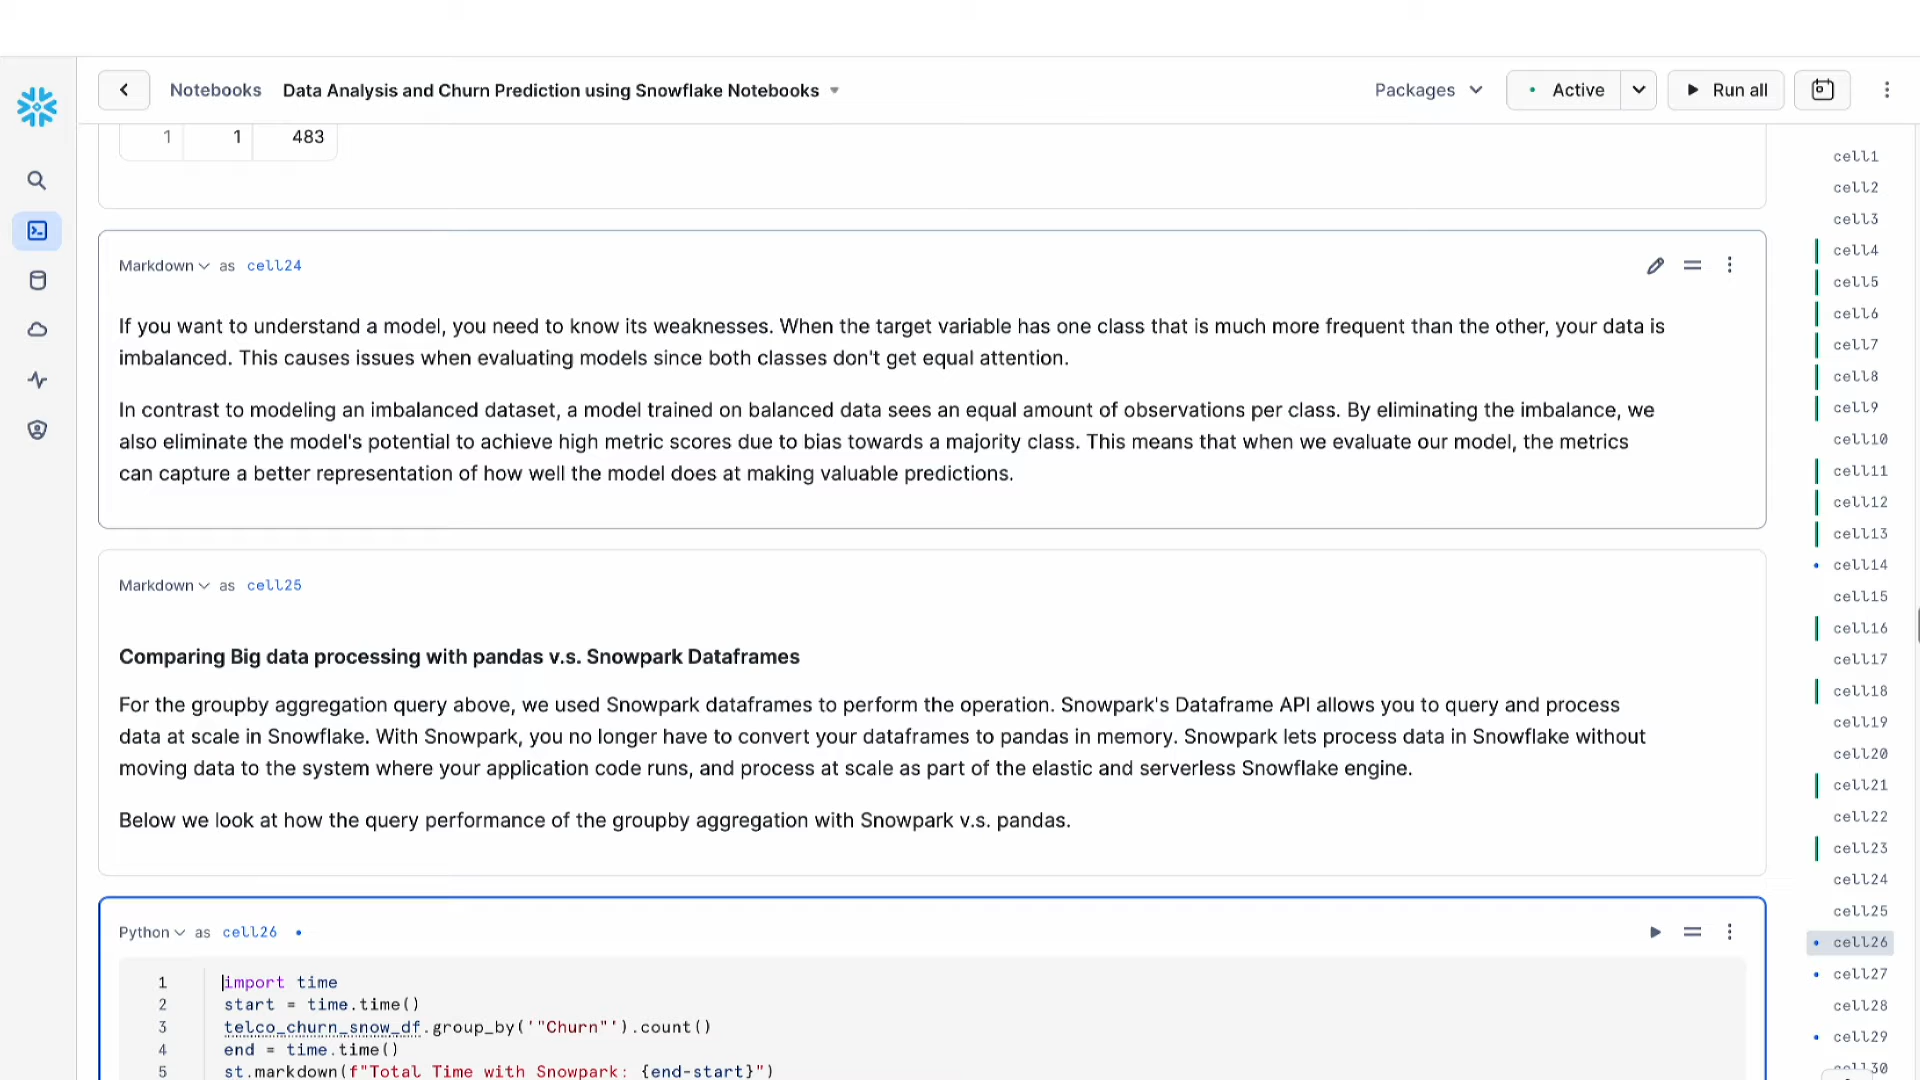 Notebooks Data Analysis and Churn Prediction using Snowflake Notebooks
Packages Active Run all
1 1 483
Markdown as cell24
If you want to understand a model, you need to know its weaknesses. When the target variable has one class that is much more frequent than the other, your data is
imbalanced. This causes issues when evaluating models since both classes don't get equal attention.
In contrast to modeling an imbalanced dataset, a model trained on balanced data sees an equal amount of observations per class. By eliminating the imbalance, we
also eliminate the model's potential to achieve high metric scores due to bias towards a majority class. This means that when we evaluate our model, the metrics
can capture a better representation of how well the model does at making valuable predictions.
Markdown as cell25
Comparing Big data processing with pandas v.s. Snowpark Dataframes
For the groupby aggregation query above, we used Snowpark dataframes to perform the operation. Snowpark's Dataframe API allows you to query and process
data at scale in Snowflake. With Snowpark, you no longer have to convert your dataframes to pandas in memory. Snowpark lets process data in Snowflake without
moving data to the system where your application code runs, and process at scale as part of the elastic and serverless Snowflake engine.
Below we look at how the query performance of the groupby aggregation with Snowpark v.s. pandas.
Python as cell26
1 import time
2 start = time.time()
3 telco_churn_snow_df.group_by('"Churn"').count()
4 end = time.time()
5 st.markdown(f"Total Time with Snowpark: {end-start}")
cell1
cell2
cell3
cell4
cell5
cell6
cell7
cell8
cell9
cell10
cell11
cell12
cell13
cell14
cell15
cell16
cell17
cell18
cell19
cell20
cell21
cell22
cell23
cell24
cell25
cell26
cell27
cell28
cell29
cell30